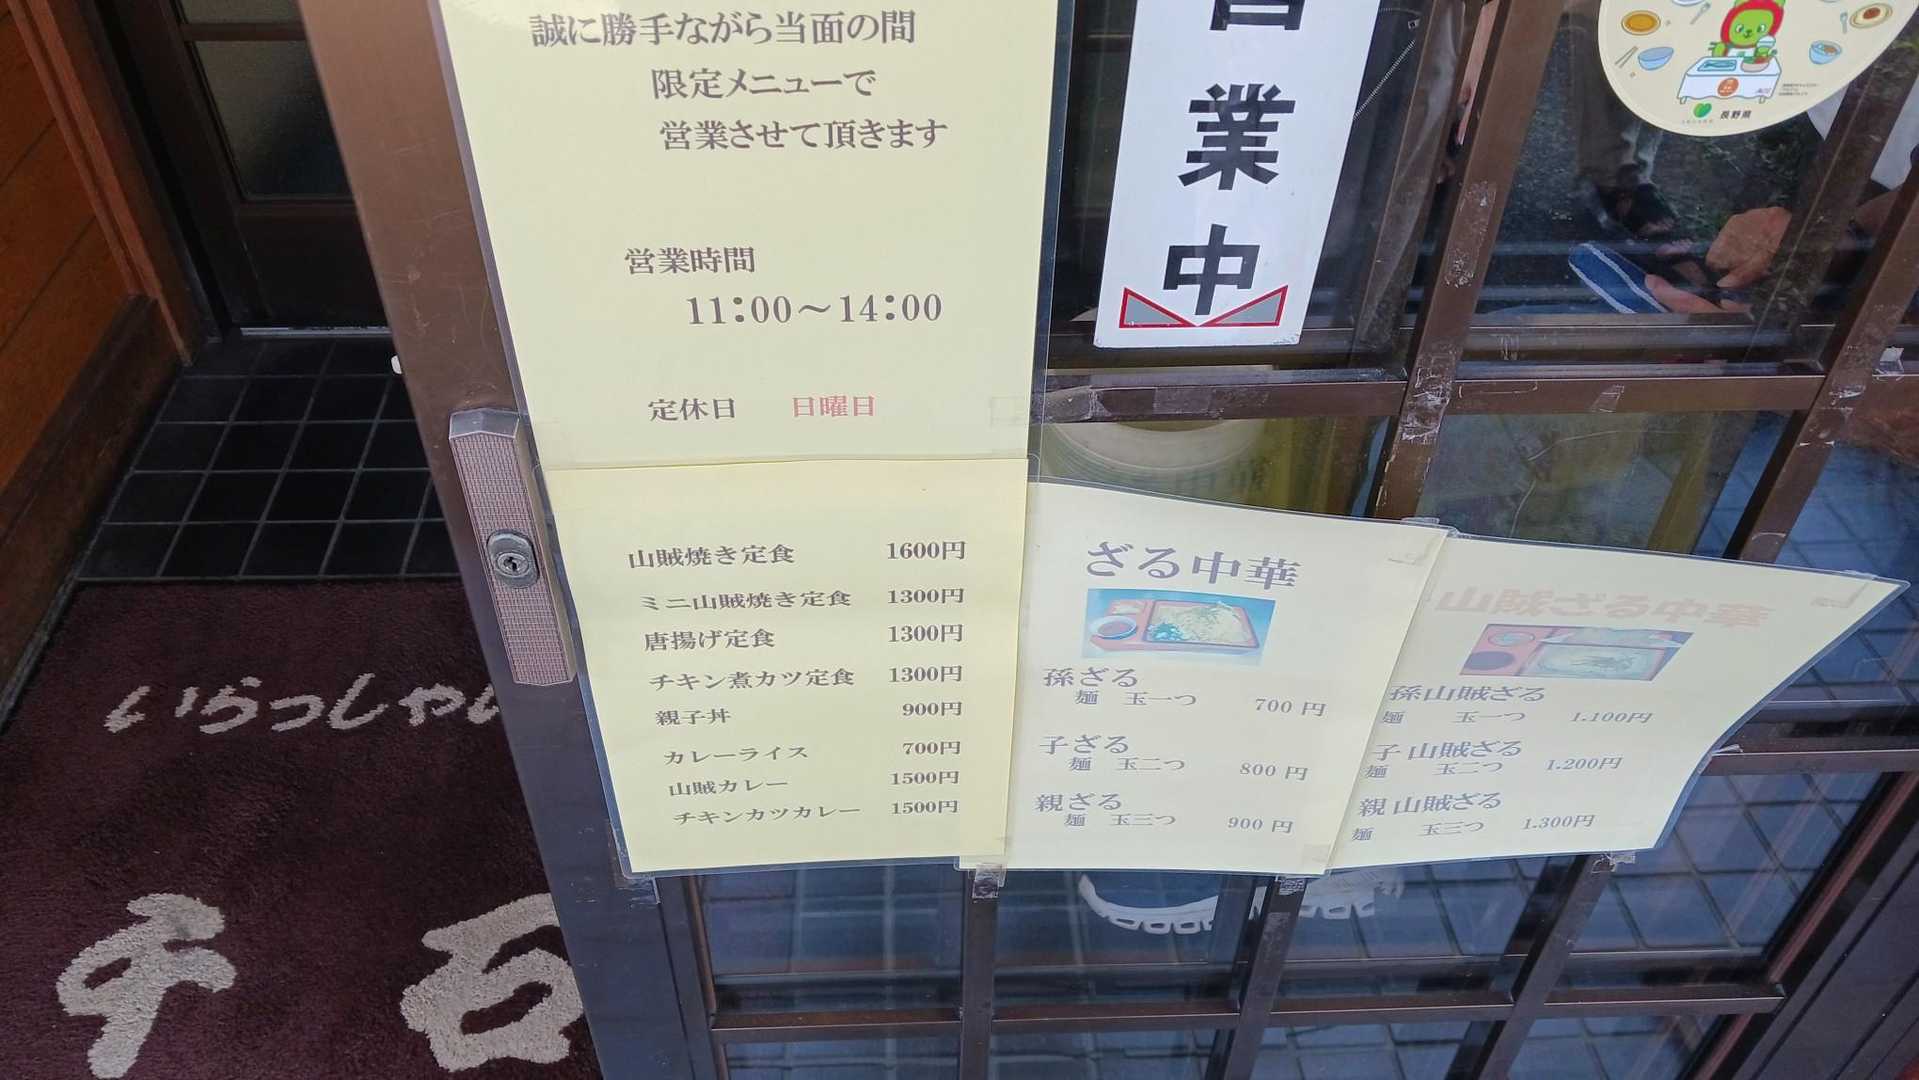 誠に勝手ながら当面の間
限定メニューで
営業させて頂きます
営業時間
11:00～14:00
定休日 日曜日
山賊焼き定食 1600円
ミニ山賊焼き定食 1300円
唐揚げ定食 1300円
チキン煮カツ定食 1300円
親子丼 900円
カレーライス 700円
山賊カレー 1500円
チキンカツカレー 1500円
ざる中華
孫ざる
麺 玉一つ 700円
子ざる
麺 玉二つ 800円
親ざる
麺 玉三つ 900円
山賊ざる中華
孫山賊ざる
麺 玉一つ 1.100円
子山賊ざる
麺 玉二つ 1.200円
親山賊ざる
麺 玉三つ 1.300円
業中
長野県
いらっしゃ
千石